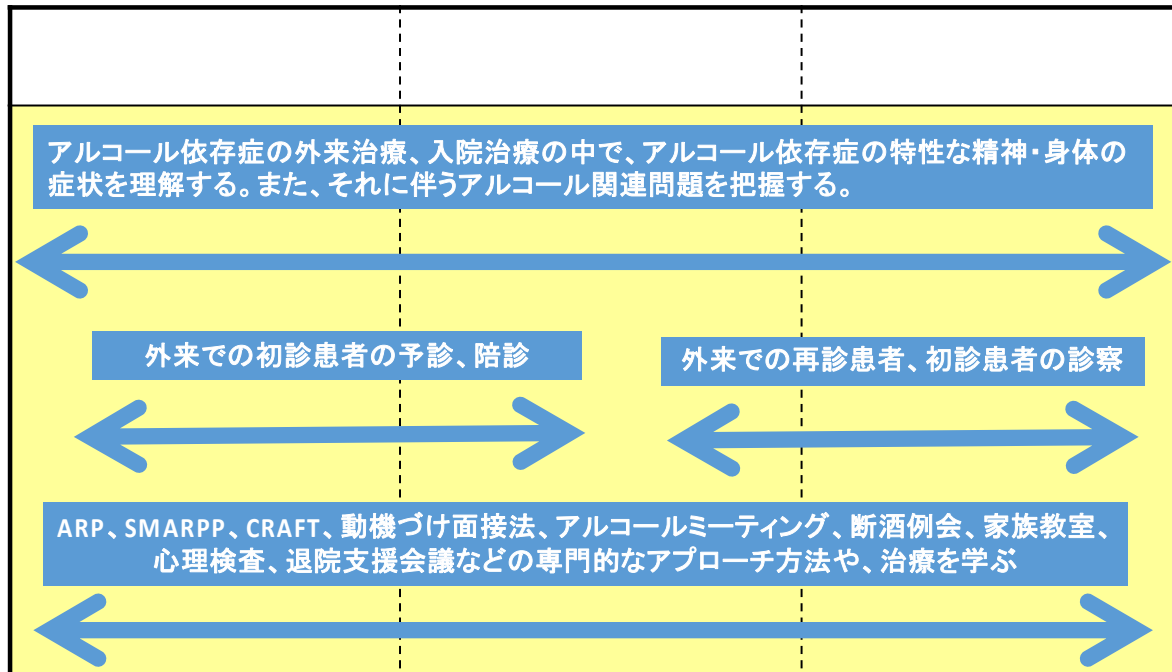 アルコール依存症の外来治療、入院治療の中で、アルコール依存症の特性な精神・身体の
症状を理解する。また、それに伴うアルコール関連問題を把握する。
外来での初診患者の予診、陪診
外来での再診患者、初診患者の診察
ARP、SMARPP、CRAFT、動機づけ面接法、アルコールミーティング、断酒例会、家族教室、
心理検査、退院支援会議などの専門的なアプローチ方法や、治療を学ぶ